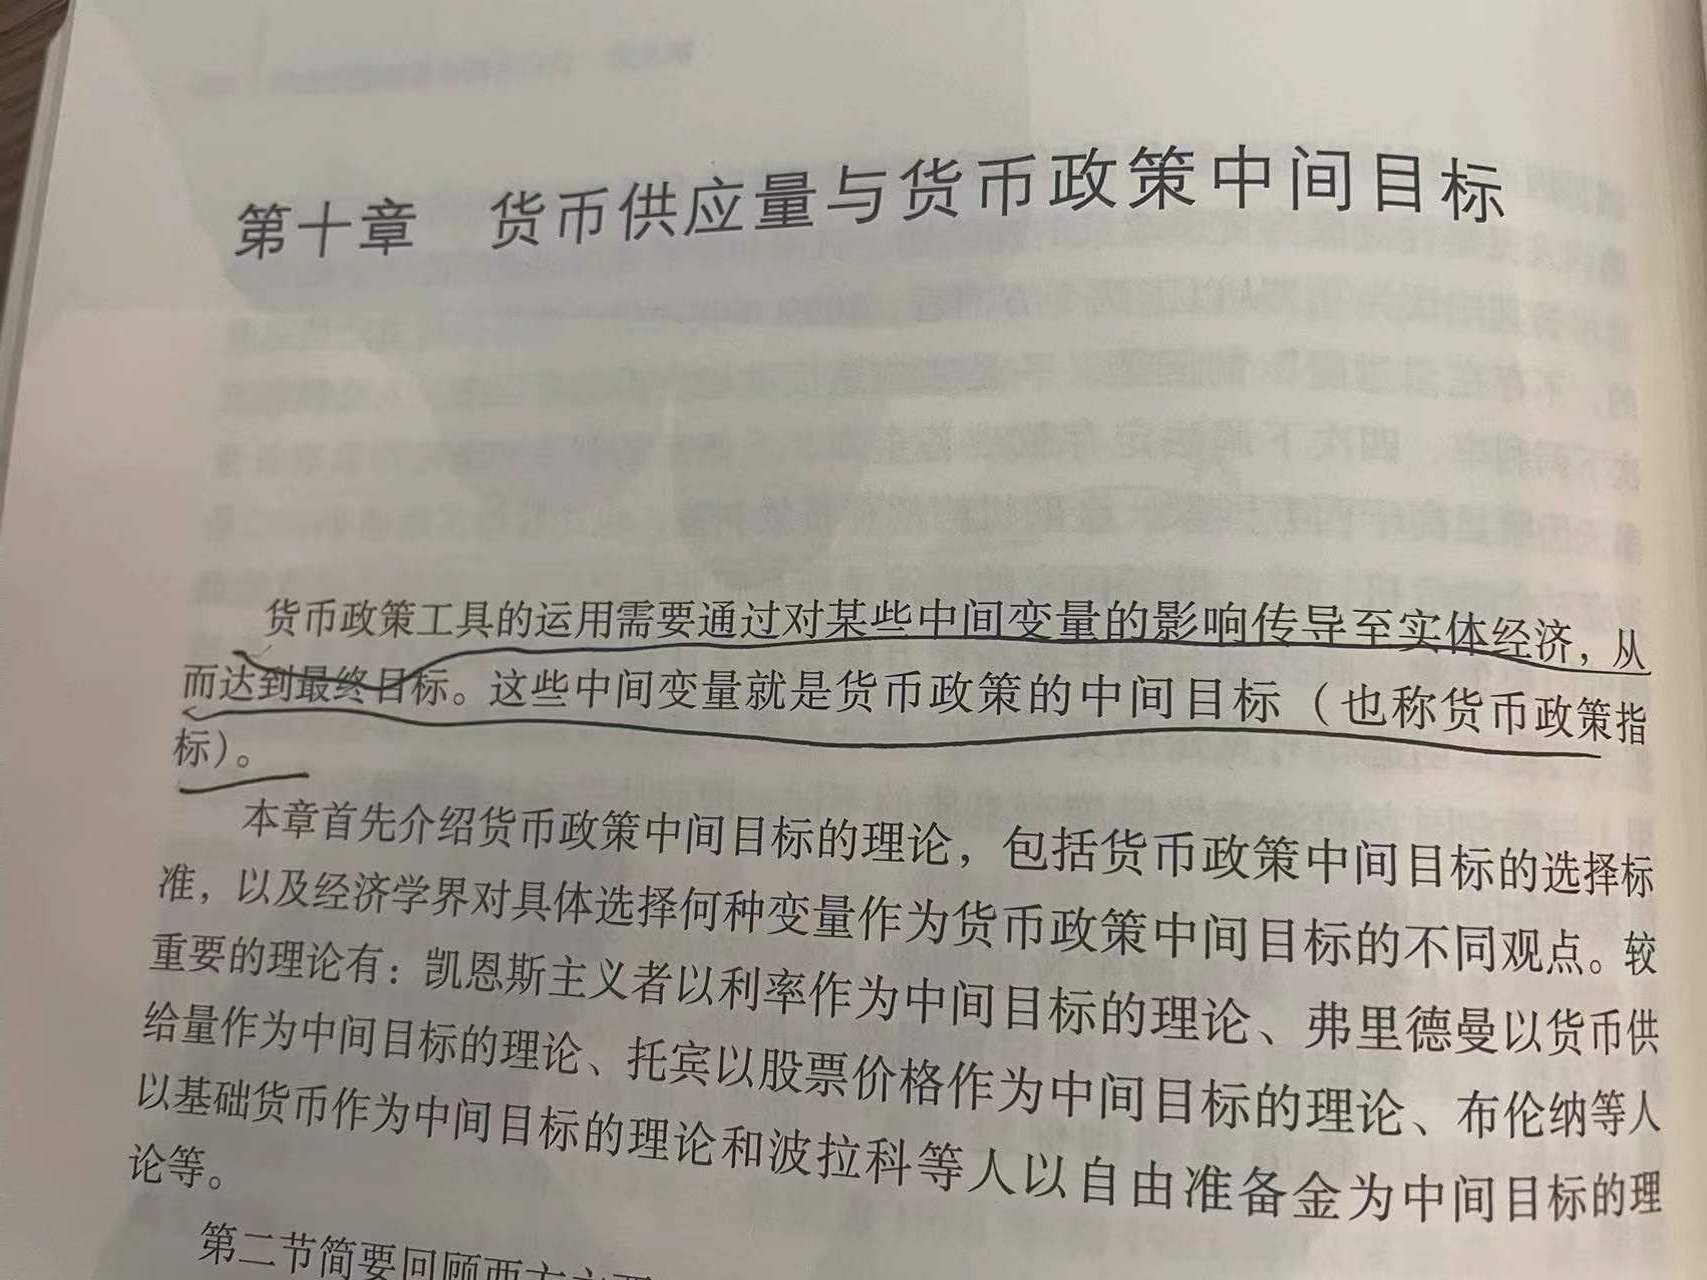 第十章 货币供应量与货币政策中间目标
货币政策工具的运用需要通过对某些中间变量的影响传导至实体经济，从
而达到最终目标。这些中间变量就是货币政策的中间目标（也称货币政策指
标）。
本章首先介绍货币政策中间目标的理论，包括货币政策中间目标的选择标
准，以及经济学界对具体选择何种变量作为货币政策中间目标的不同观点。较
重要的理论有：凯恩斯主义者以利率作为中间目标的理论、弗里德曼以货币供
给量作为中间目标的理论、托宾以股票价格作为中间目标的理论、布伦纳等人
以基础货币作为中间目标的理论和波拉科等人以自由准备金为中间目标的理
论等。
第二节简要回顾西方主要